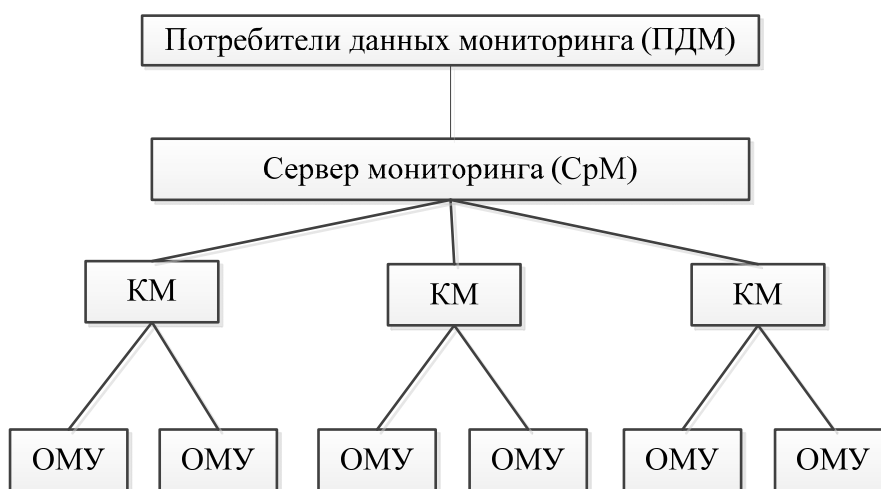 Потребители данных мониторинга (ПДМ)
Сервер мониторинга (СрМ)
КМ
КМ
КМ
ОМУ
ОМУ
ОМУ
ОМУ
ОМУ
ОМУ